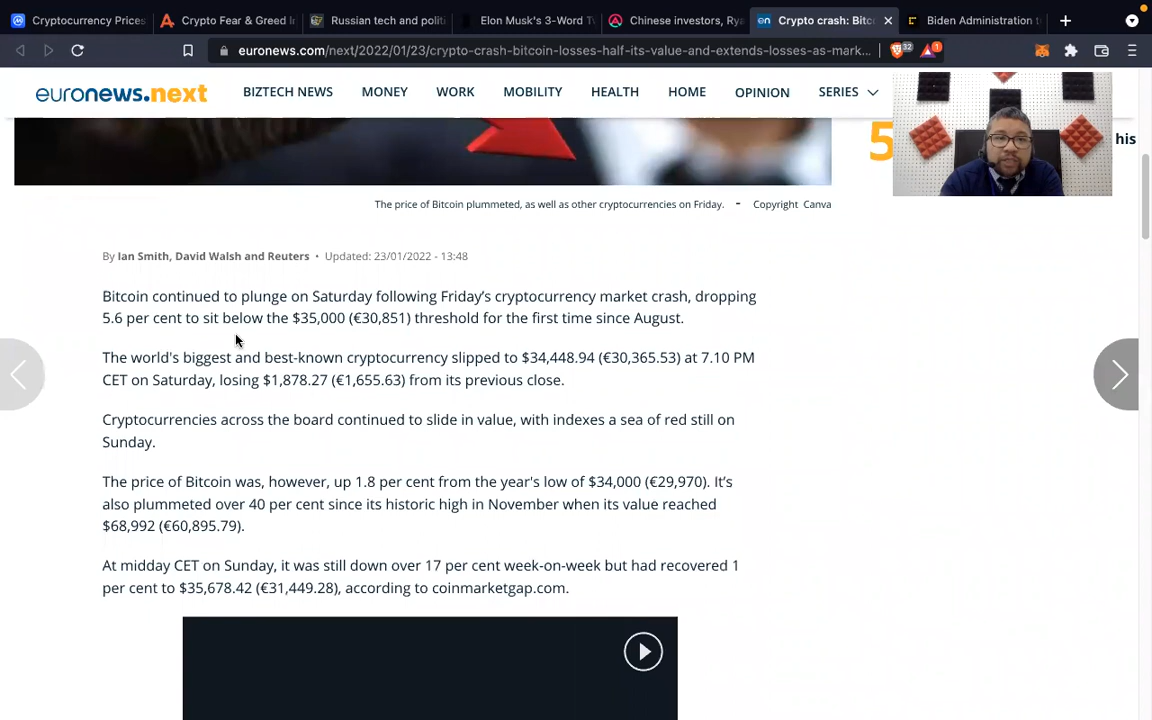 Cryptocurrency Prices
Crypto Fear & Greed In
Russian tech and politi
Elon Musk's 3-Word Tw
Chinese investors, Rya
Crypto crash: Bitco
Biden Administration t
euronews.com/next/2022/01/23/crypto-crash-bitcoin-losses-half-its-value-and-extends-losses-as-mark...
32
1
euronews.next
BIZTECH NEWS
MONEY
WORK
MOBILITY
HEALTH
HOME
OPINION
SERIES
5
his
The price of Bitcoin plummeted, as well as other cryptocurrencies on Friday. - Copyright Canva
By Ian Smith, David Walsh and Reuters • Updated: 23/01/2022 - 13:48
Bitcoin continued to plunge on Saturday following Friday's cryptocurrency market crash, dropping
5.6 per cent to sit below the $35,000 (€30,851) threshold for the first time since August.
The world's biggest and best-known cryptocurrency slipped to $34,448.94 (€30,365.53) at 7.10 PM
CET on Saturday, losing $1,878.27 (€1,655.63) from its previous close.
Cryptocurrencies across the board continued to slide in value, with indexes a sea of red still on
Sunday.
The price of Bitcoin was, however, up 1.8 per cent from the year's low of $34,000 (€29,970). It's
also plummeted over 40 per cent since its historic high in November when its value reached
$68,992 (€60,895.79).
At midday CET on Sunday, it was still down over 17 per cent week-on-week but had recovered 1
per cent to $35,678.42 (€31,449.28), according to coinmarketgap.com.